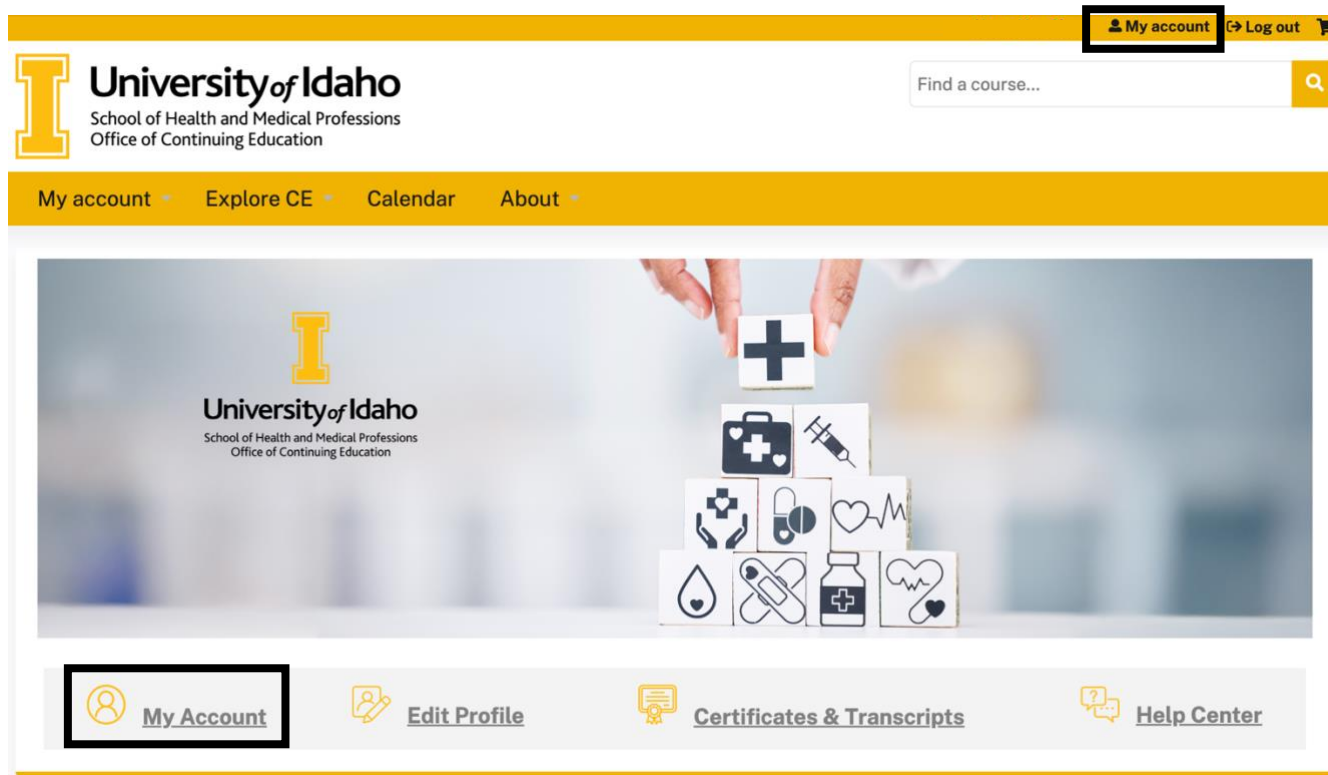 My account Log out
University of Idaho
School of Health and Medical Professions
Office of Continuing Education
Find a course...
My account Explore CE Calendar About
University of Idaho
School of Health and Medical Professions
Office of Continuing Education
My Account Edit Profile Certificates & Transcripts Help Center